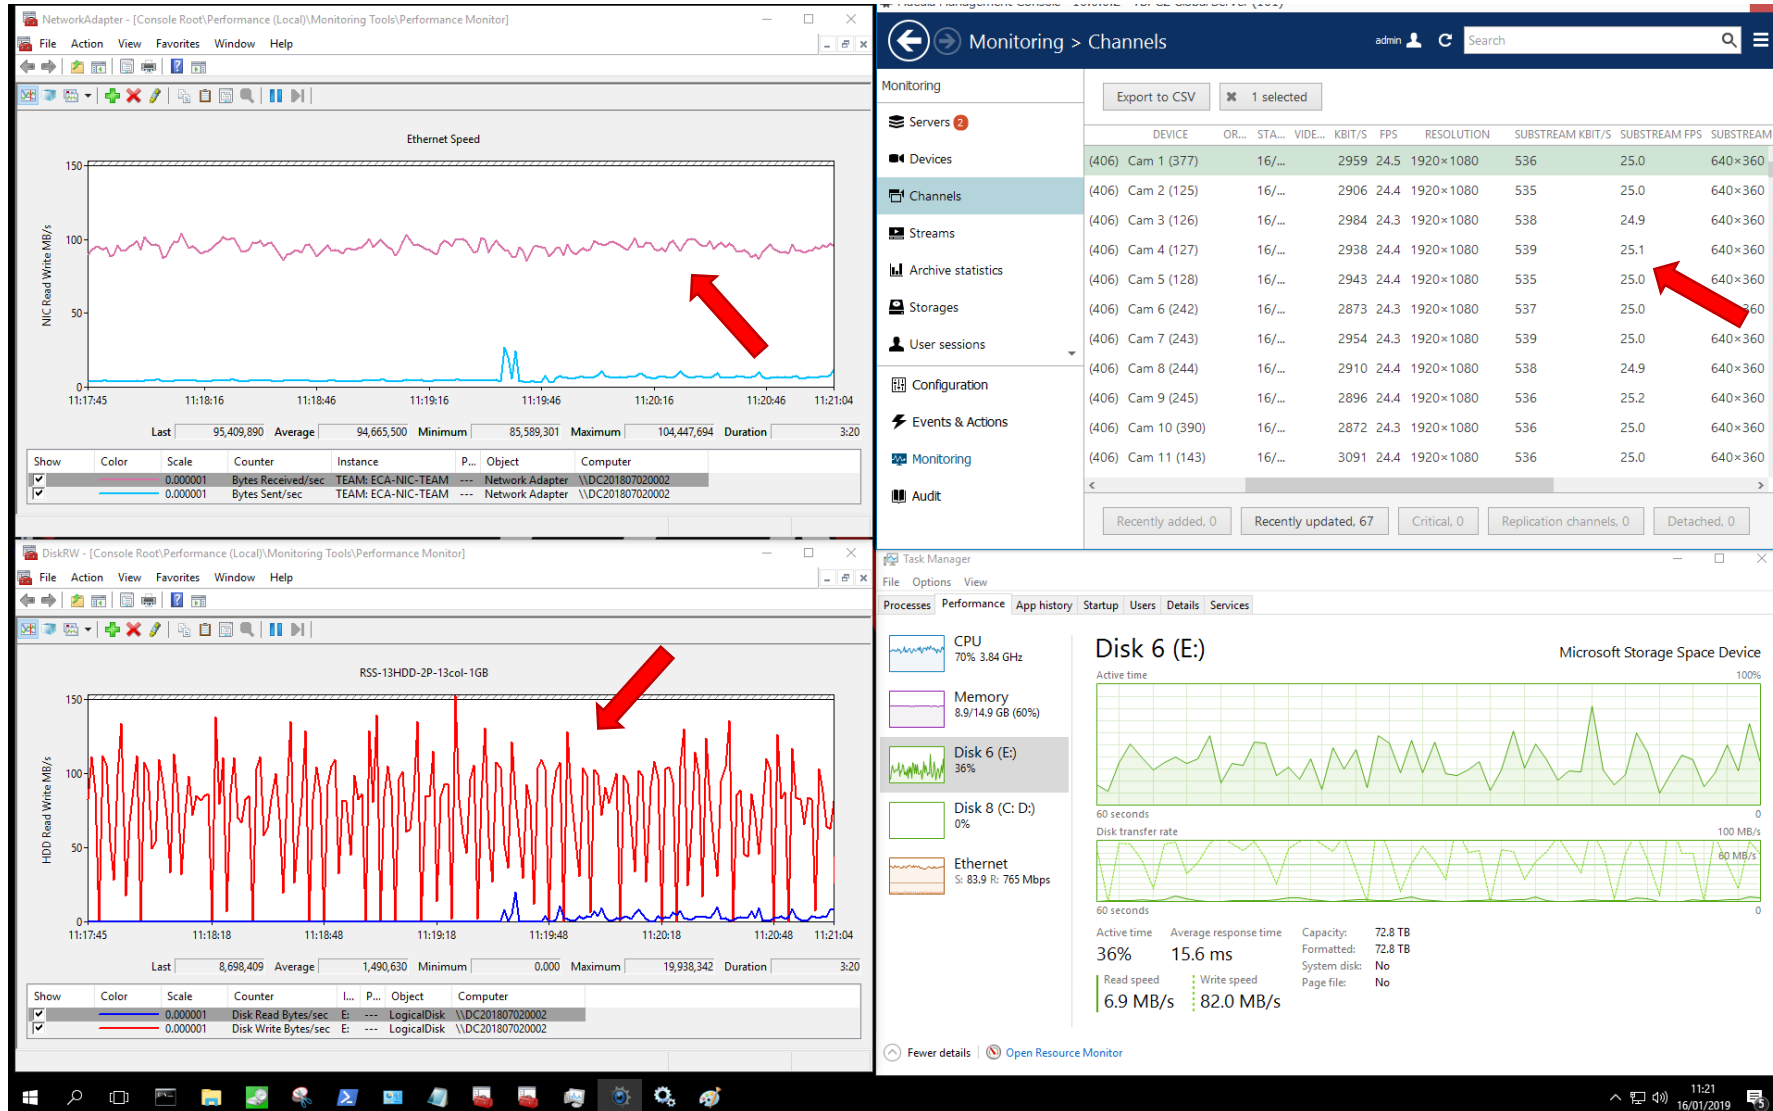 NetworkAdapter - [Console Root\Performance (Local)\Monitoring Tools\Performance Monitor]
File Action View Favorites Window Help
Ethernet Speed
NIC Read Write MB/s
150
100
50
0
11:17:45 11:18:16 11:18:46 11:19:16 11:19:46 11:20:16 11:20:46 11:21:04
Last 95,409,890 Average 94,665,500 Minimum 85,589,301 Maximum 104,447,694 Duration 3:20
Show Color Scale Counter Instance P... Object Computer
0.000001 Bytes Received/sec TEAM: ECA-NIC-TEAM --- Network Adapter \\DC201807020002
0.000001 Bytes Sent/sec TEAM: ECA-NIC-TEAM --- Network Adapter \\DC201807020002
Monitoring > Channels
admin
Search
Monitoring
Servers 2
Devices
Channels
Streams
Archive statistics
Storages
User sessions
Configuration
Events & Actions
Monitoring
Audit
Export to CSV 1 selected
DEVICE OR... STA... VIDE... KBIT/S FPS RESOLUTION SUBSTREAM KBIT/S SUBSTREAM FPS SUBSTREAM
(406) Cam 1 (377) 16/... 2959 24.5 1920×1080 536 25.0 640×360
(406) Cam 2 (125) 16/... 2906 24.4 1920×1080 535 25.0 640×360
(406) Cam 3 (126) 16/... 2984 24.3 1920×1080 538 24.9 640×360
(406) Cam 4 (127) 16/... 2938 24.4 1920×1080 539 25.1 640×360
(406) Cam 5 (128) 16/... 2943 24.4 1920×1080 535 25.0 640×360
(406) Cam 6 (242) 16/... 2873 24.3 1920×1080 537 25.0 60
(406) Cam 7 (243) 16/... 2954 24.3 1920×1080 539 25.0 640×360
(406) Cam 8 (244) 16/... 2910 24.4 1920×1080 538 24.9 640×360
(406) Cam 9 (245) 16/... 2896 24.4 1920×1080 536 25.2 640×360
(406) Cam 10 (390) 16/... 2872 24.3 1920×1080 536 25.0 640×360
(406) Cam 11 (143) 16/... 3091 24.4 1920×1080 536 25.0 640×360
Recently added, 0 Recently updated, 67 Critical, 0 Replication channels, 0 Detached, 0
DiskRW - [Console Root\Performance (Local)\Monitoring Tools\Performance Monitor]
File Action View Favorites Window Help
RSS-13HDD-2P-13col-1GB
HDD Read Write MB/s
150
100
50
0
11:17:45 11:18:18 11:18:48 11:19:18 11:19:48 11:20:18 11:20:48 11:21:04
Last 8,698,409 Average 1,490,630 Minimum 0.000 Maximum 19,938,342 Duration 3:20
Show Color Scale Counter I... P... Object Computer
0.000001 Disk Read Bytes/sec E: --- LogicalDisk \\DC201807020002
0.000001 Disk Write Bytes/sec E: --- LogicalDisk \\DC201807020002
Task Manager
File Options View
Processes Performance App history Startup Users Details Services
CPU
70% 3.84 GHz
Memory
8.9/14.9 GB (60%)
Disk 6 (E:)
36%
Disk 8 (C: D:)
0%
Ethernet
S: 83.9 R: 765 Mbps
Disk 6 (E:) Microsoft Storage Space Device
Active time 100%
60 seconds 0
Disk transfer rate 100 MB/s
60 MB/s
60 seconds 0
Active time Average response time
36% 15.6 ms
Read speed Write speed
6.9 MB/s 82.0 MB/s
Capacity: 72.8 TB
Formatted: 72.8 TB
System disk: No
Page file: No
Fewer details Open Resource Monitor
11:21
16/01/2019
5